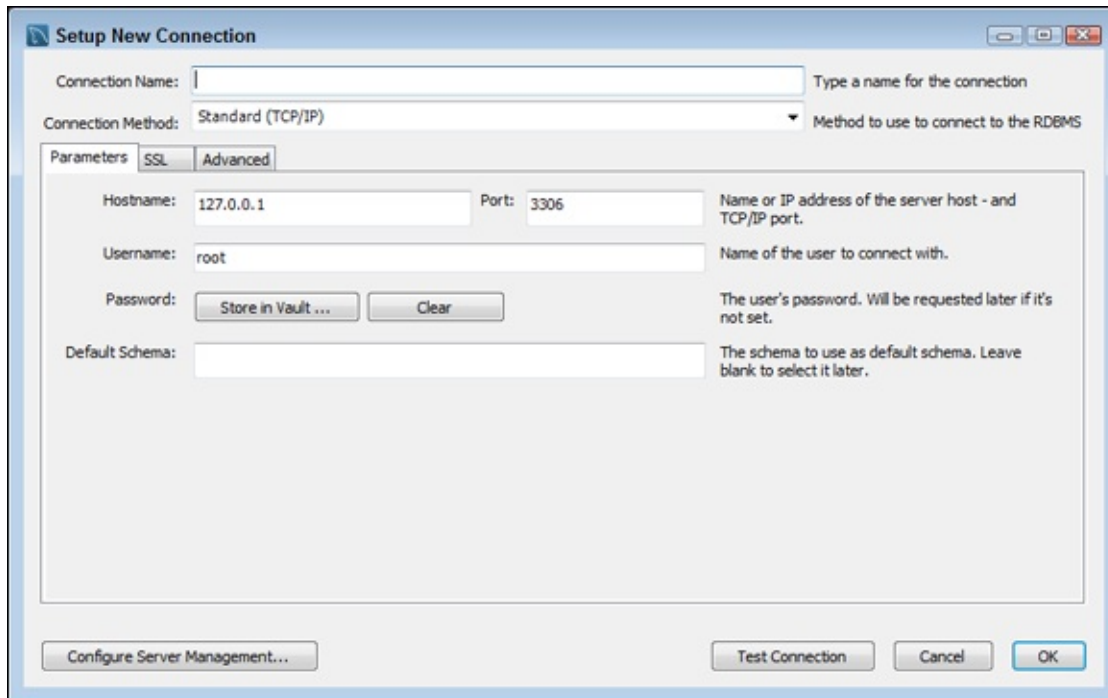 Setup New Connection
Connection Name: Type a name for the connection
Connection Method: Standard (TCP/IP) Method to use to connect to the RDBMS
Parameters SSL Advanced
Hostname: 127.0.0.1 Port: 3306 Name or IP address of the server host - and
TCP/IP port.
Username: root Name of the user to connect with.
Password: Store in Vault ... Clear The user's password. Will be requested later if it's
not set.
Default Schema: The schema to use as default schema. Leave
blank to select it later.
Configure Server Management... Test Connection Cancel OK